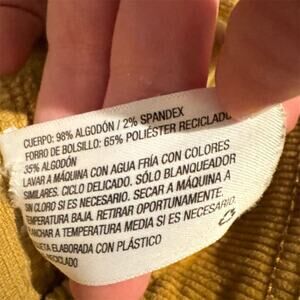 CUERPO: 98% ALGODÓN / 2% SPANDEX
FORRO DE BOLSILLO: 65% POLIÉSTER RECICLADO
35% ALGODÓN
LAVAR A MÁQUINA CON AGUA FRÍA CON COLORES
SIMILARES. CICLO DELICADO. SÓLO BLANQUEADOR
SIN CLORO SI ES NECESARIO. SECAR A MÁQUINA A
TEMPERATURA BAJA. RETIRAR OPORTUNAMENTE.
PLANCHAR A TEMPERATURA MEDIA SI ES NECESARIO.
ELABORADA CON PLÁSTICO
RECICLADO